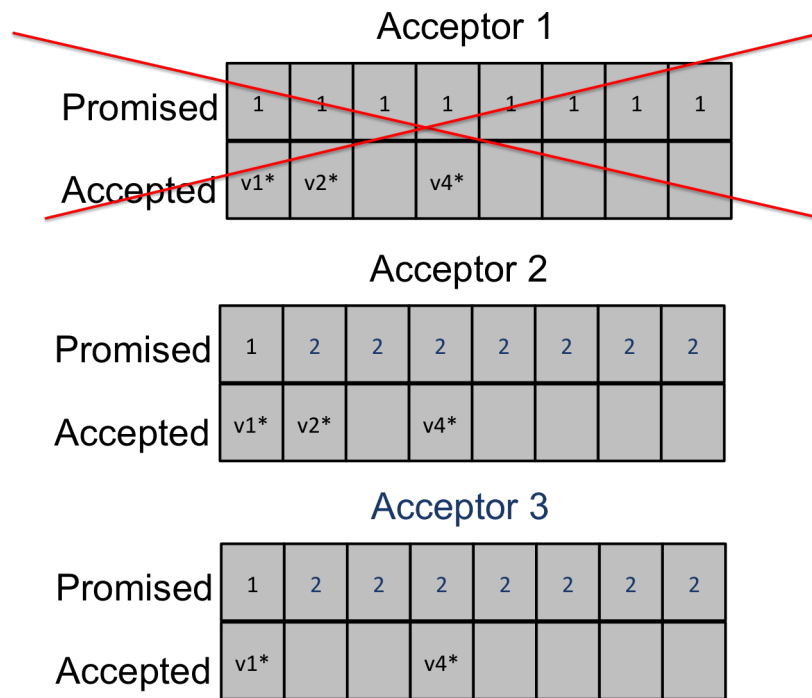 Acceptor 1
Promised 1 1 1 1 1 1 1 1
Accepted v1* v2* v4*
Acceptor 2
Promised 1 2 2 2 2 2 2 2
Accepted v1* v2* v4*
Acceptor 3
Promised 1 2 2 2 2 2 2 2
Accepted v1* v4*